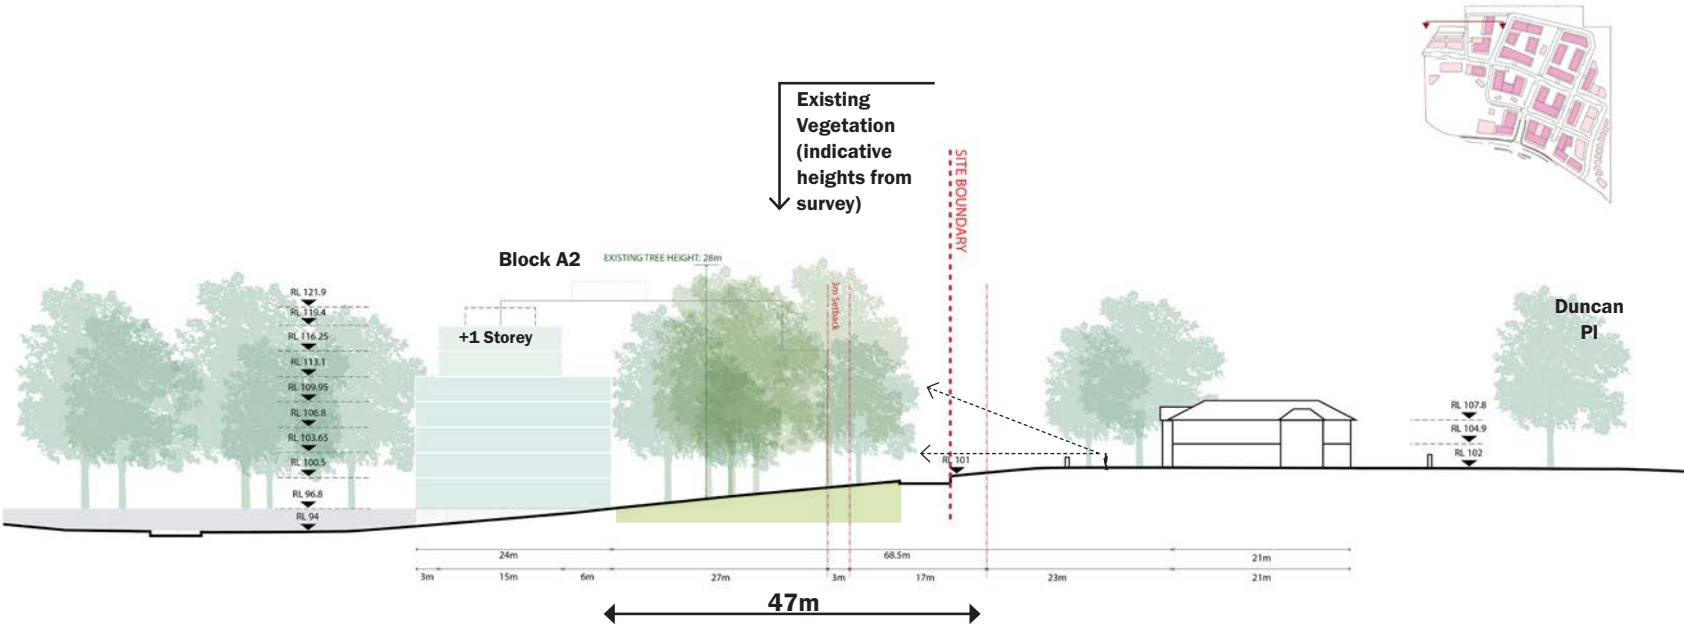 Existing
Vegetation
(indicative
heights from
survey)
SITE BOUNDARY
Block A2
EXISTING TREE HEIGHT: 28m
3m Setback
+1 Storey
RL 121.9
RL 119.4
RL 116.25
RL 113.1
RL 109.95
RL 106.8
RL 103.65
RL 100.5
RL 96.8
RL 94
RL 101
Duncan
Pl
RL 107.8
RL 104.9
RL 102
24m
68.5m
21m
3m
15m
6m
27m
3m
17m
23m
21m
47m